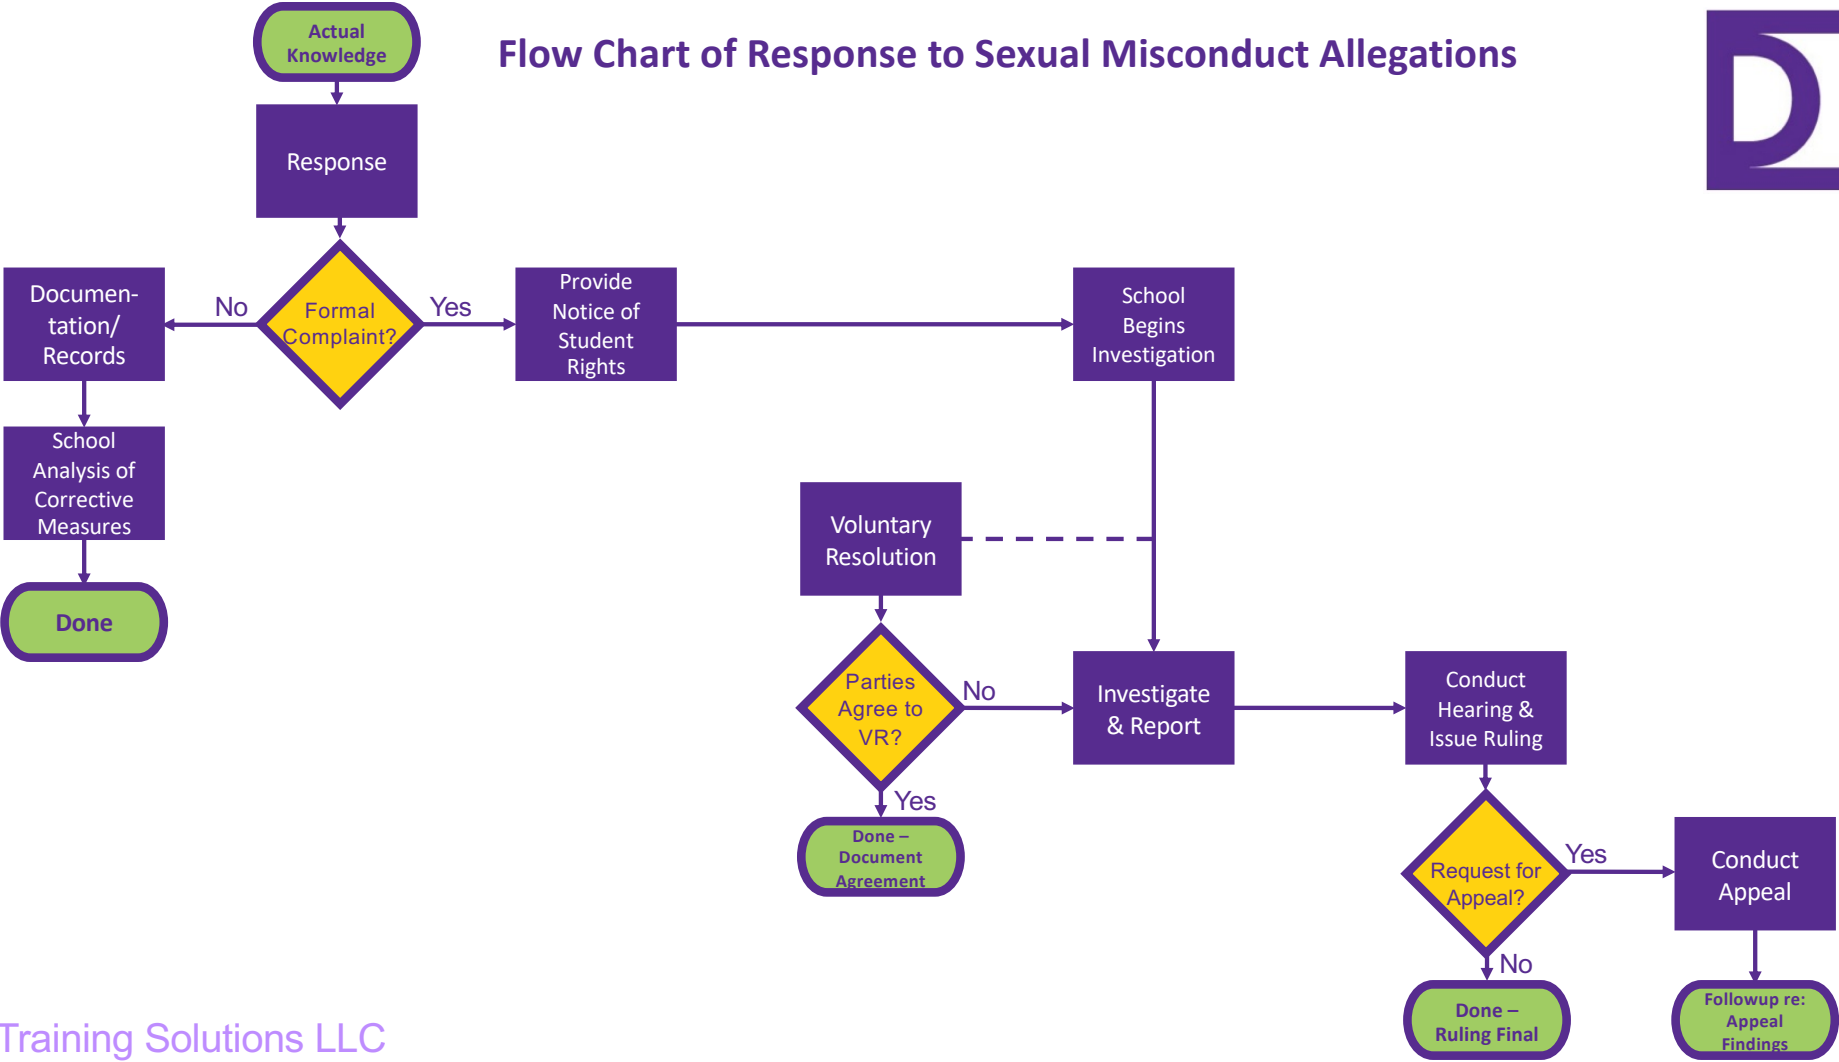 Actual
Knowledge
Flow Chart of Response to Sexual Misconduct Allegations
D
Response
Documen-
tation/
Records
No
Formal
Complaint?
Yes
Provide
Notice of
Student
Rights
School
Begins
Investigation
School
Analysis of
Corrective
Measures
Done
Voluntary
Resolution
Parties
Agree to
VR?
No
Yes
Done –
Document
Agreement
Investigate
& Report
Conduct
Hearing &
Issue Ruling
Request for
Appeal?
Yes
No
Conduct
Appeal
Done –
Ruling Final
Followup re:
Appeal
Findings
Training Solutions LLC